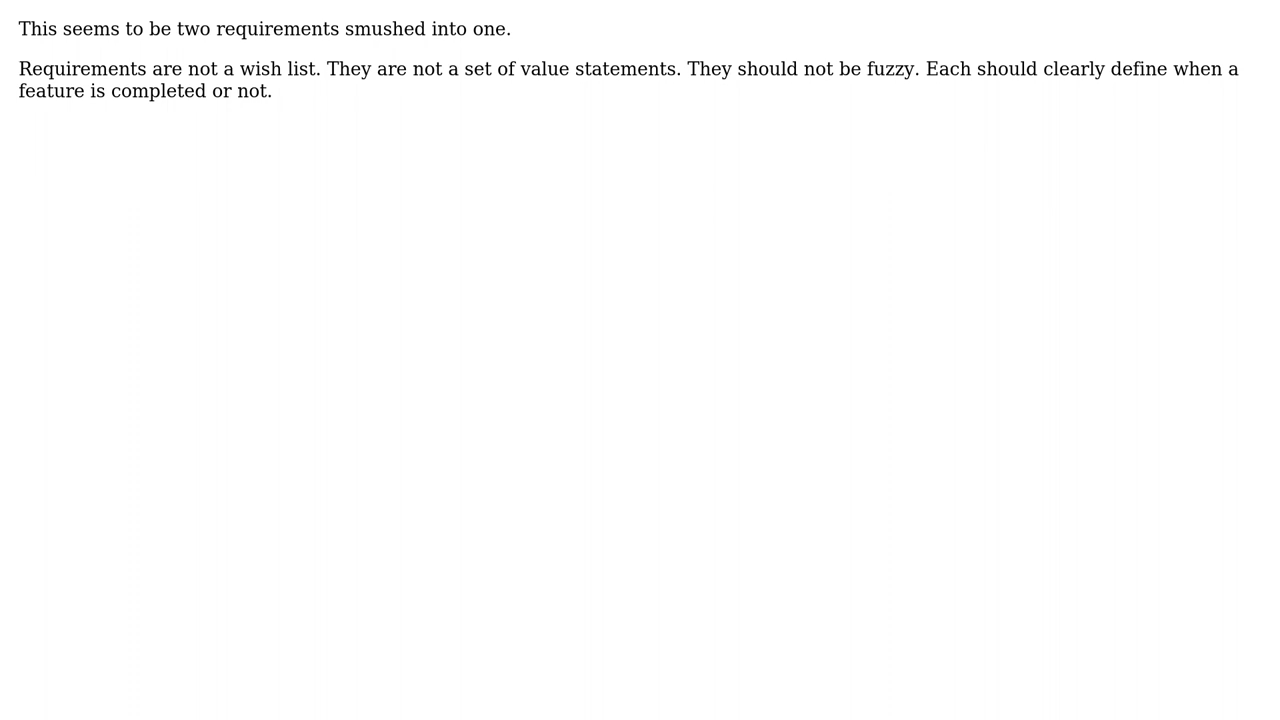 This seems to be two requirements smushed into one.
Requirements are not a wish list. They are not a set of value statements. They should not be fuzzy. Each should clearly define when a
feature is completed or not.